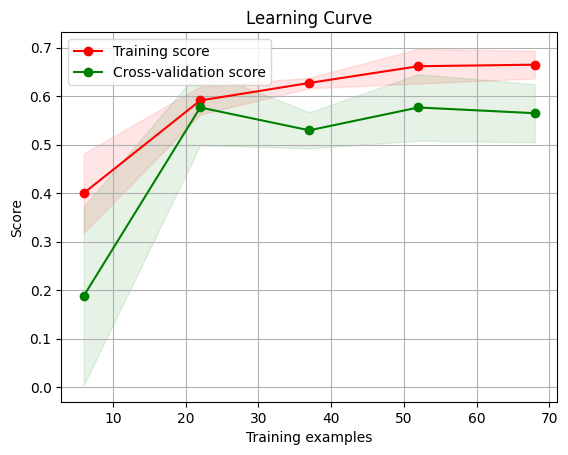 Learning Curve
Training score
Cross-validation score
Score
0.7
0.6
0.5
0.4
0.3
0.2
0.1
0.0
10 20 30 40 50 60 70
Training examples